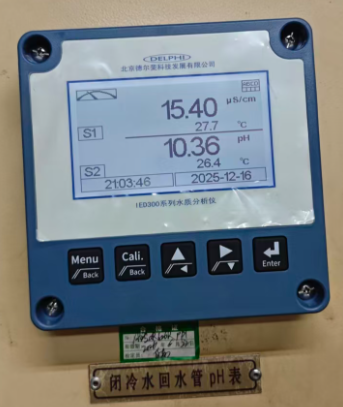 DELPHI
北京德尔菲科技发展有限公司
15.40 μS/cm
S1 27.7 ℃
10.36 pH
S2 26.4 ℃
21:03:46 2025-12-16
IED300系列水质分析仪
Menu Cali.
Back Back Enter
闭冷水回水管pH表